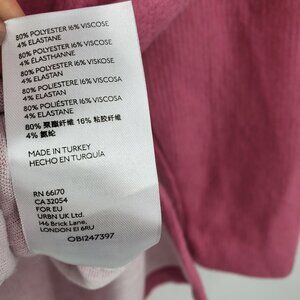 80% POLYESTER 16% VISCOSE
4% ELASTANE
80% POLYESTER 16% VISCOSE
4% ÉLASTHANNE
80% POLYESTER 16% VISKOSE
4% ELASTAN
80% POLIESTERE 16% VISCOSA
4% ELASTAN
80% POLIÉSTER 16% VISCOSA
4% ELASTANO
80% 聚酯纤维 16% 粘胶纤维
4% 氨纶
MADE IN TURKEY
HECHO EN TURQUÍA
RN 66170
CA 32054
FOR EU
URBN UK Ltd.
146 Brick Lane,
LONDON E1 6RU
OB1247397